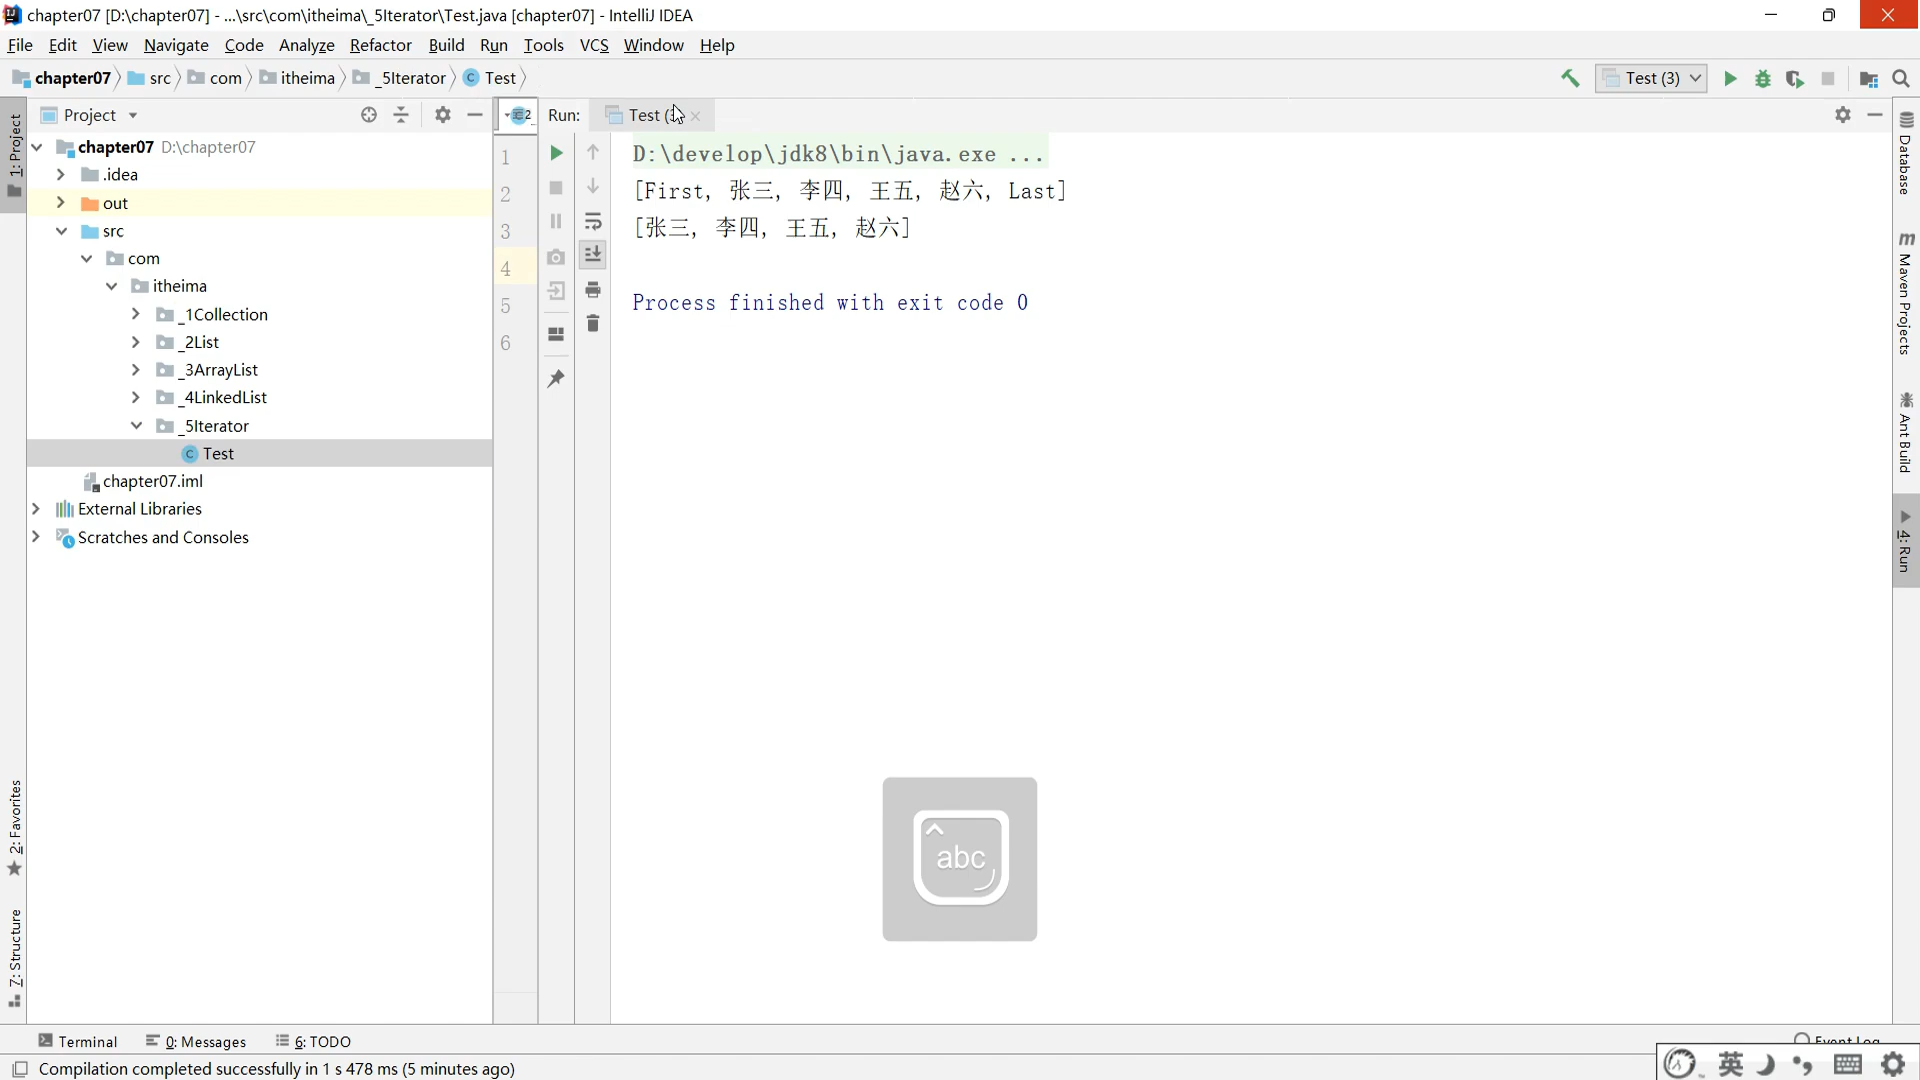 chapter07 [D:\chapter07] - ...\src\com\itheima\_5Iterator\Test.java [chapter07] - IntelliJ IDEA
File Edit View Navigate Code Analyze Refactor Build Run Tools VCS Window Help
chapter07 src com itheima _5Iterator Test
Test (3)
Project
Run:
Test (3)
chapter07 D:\chapter07
.idea
out
src
com
itheima
_1Collection
_2List
_3ArrayList
_4LinkedList
_5Iterator
Test
chapter07.iml
External Libraries
Scratches and Consoles
1
2
3
4
5
6
D:\develop\jdk8\bin\java.exe ...
[First, 张三, 李四, 王五, 赵六, Last]
[张三, 李四, 王五, 赵六]
Process finished with exit code 0
abc
1: Project
2: Favorites
7: Structure
Database
Maven Projects
Ant Build
4: Run
Terminal
0: Messages
6: TODO
Event Log
Compilation completed successfully in 1 s 478 ms (5 minutes ago)
英